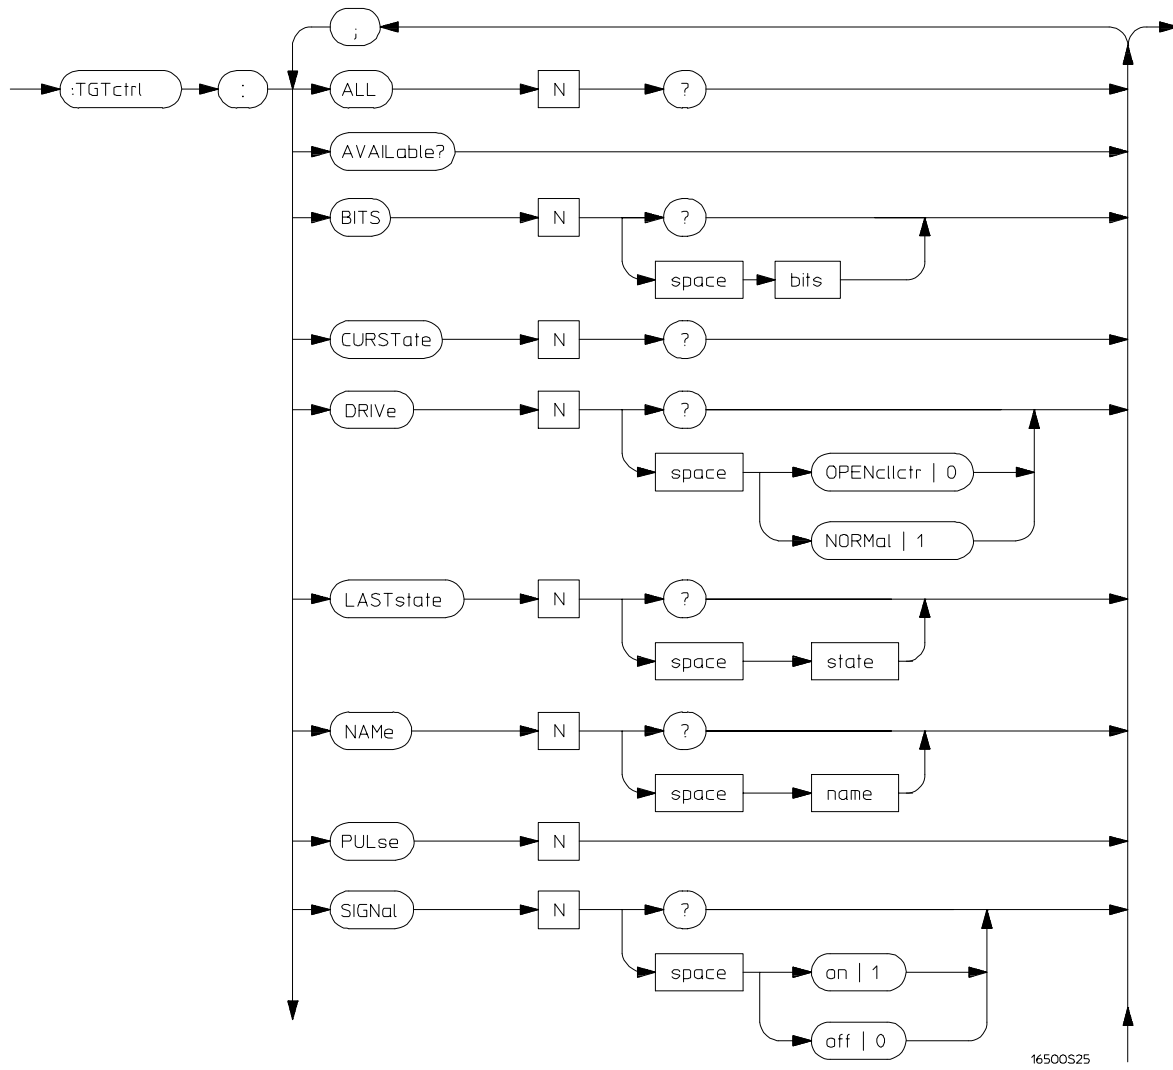 ;
:TGTctrl : ALL N ?
AVAILable?
BITS N ?
space bits
CURSTate N ?
DRIVe N ?
space OPENcllctr | 0
NORMal | 1
LASTstate N ?
space state
NAMe N ?
space name
PULse N
SIGNal N ?
space on | 1
off | 0
16500S25